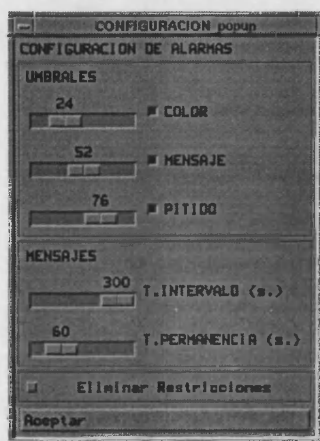 CONFIGURACION popup
CONFIGURACION DE ALARMAS
UMBRALES
24
COLOR
52
MENSAJE
76
PITIDO
MENSAJES
300
T.INTERVALO (s.)
60
T.PERMANENCIA (s.)
Eliminar Restricciones
Aceptar